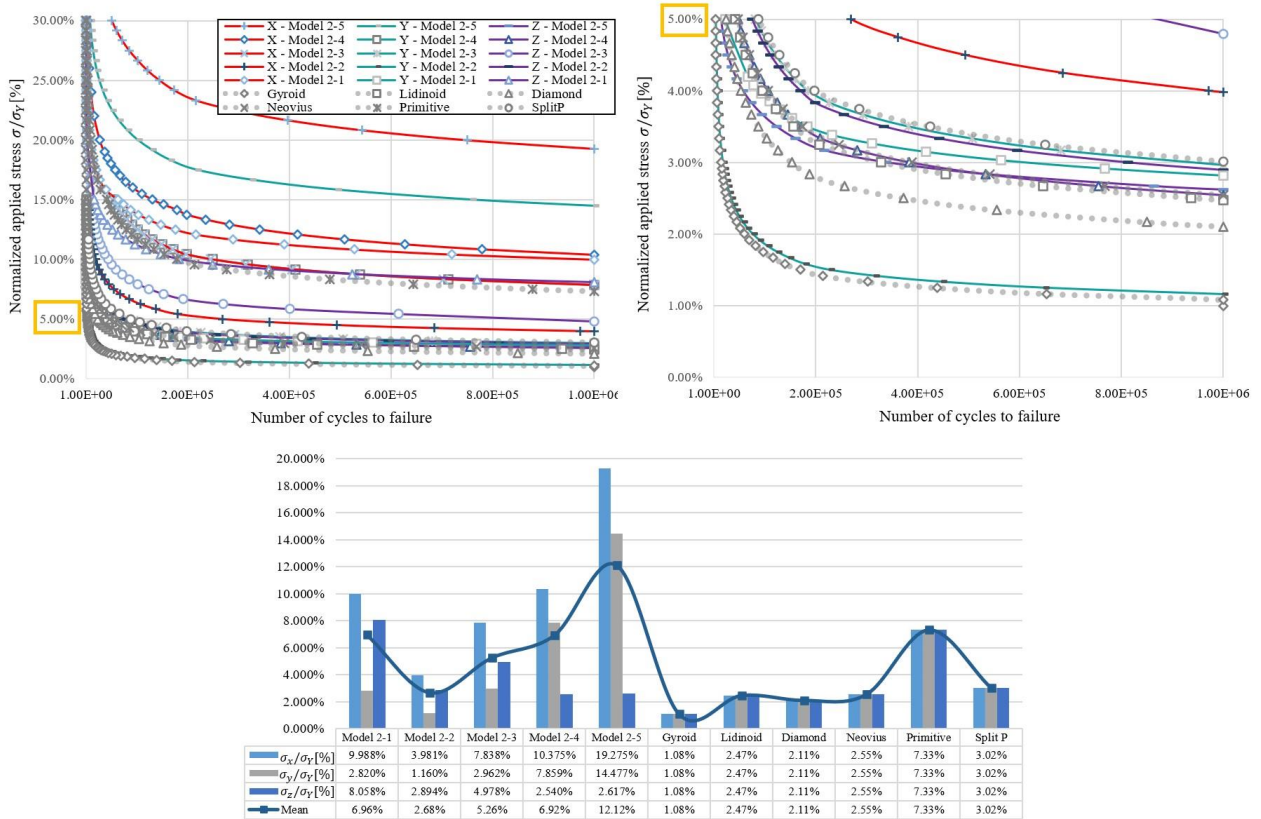 30.00%
25.00%
20.00%
15.00%
10.00%
5.00%
0.00%
Normalized applied stress σ/σY [%]
X - Model 2-5 Y - Model 2-5 Z - Model 2-5
X - Model 2-4 Y - Model 2-4 Z - Model 2-4
X - Model 2-3 Y - Model 2-3 Z - Model 2-3
X - Model 2-2 Y - Model 2-2 Z - Model 2-2
X - Model 2-1 Y - Model 2-1 Z - Model 2-1
Gyroid Lidinoid Diamond
Neovius Primitive SplitP
1.00E+00 2.00E+05 4.00E+05 6.00E+05 8.00E+05 1.00E+06
Number of cycles to failure
5.00%
4.00%
3.00%
2.00%
1.00%
0.00%
Normalized applied stress σ/σY [%]
1.00E+00 2.00E+05 4.00E+05 6.00E+05 8.00E+05 1.00E+06
Number of cycles to failure
20.000%
18.000%
16.000%
14.000%
12.000%
10.000%
8.000%
6.000%
4.000%
2.000%
0.000%
Model 2-1 Model 2-2 Model 2-3 Model 2-4 Model 2-5 Gyroid Lidinoid Diamond Neovius Primitive Split P
σx/σY[%] 9.988% 3.981% 7.838% 10.375% 19.275% 1.08% 2.47% 2.11% 2.55% 7.33% 3.02%
σy/σY[%] 2.820% 1.160% 2.962% 7.859% 14.477% 1.08% 2.47% 2.11% 2.55% 7.33% 3.02%
σz/σY[%] 8.058% 2.894% 4.978% 2.540% 2.617% 1.08% 2.47% 2.11% 2.55% 7.33% 3.02%
Mean 6.96% 2.68% 5.26% 6.92% 12.12% 1.08% 2.47% 2.11% 2.55% 7.33% 3.02%